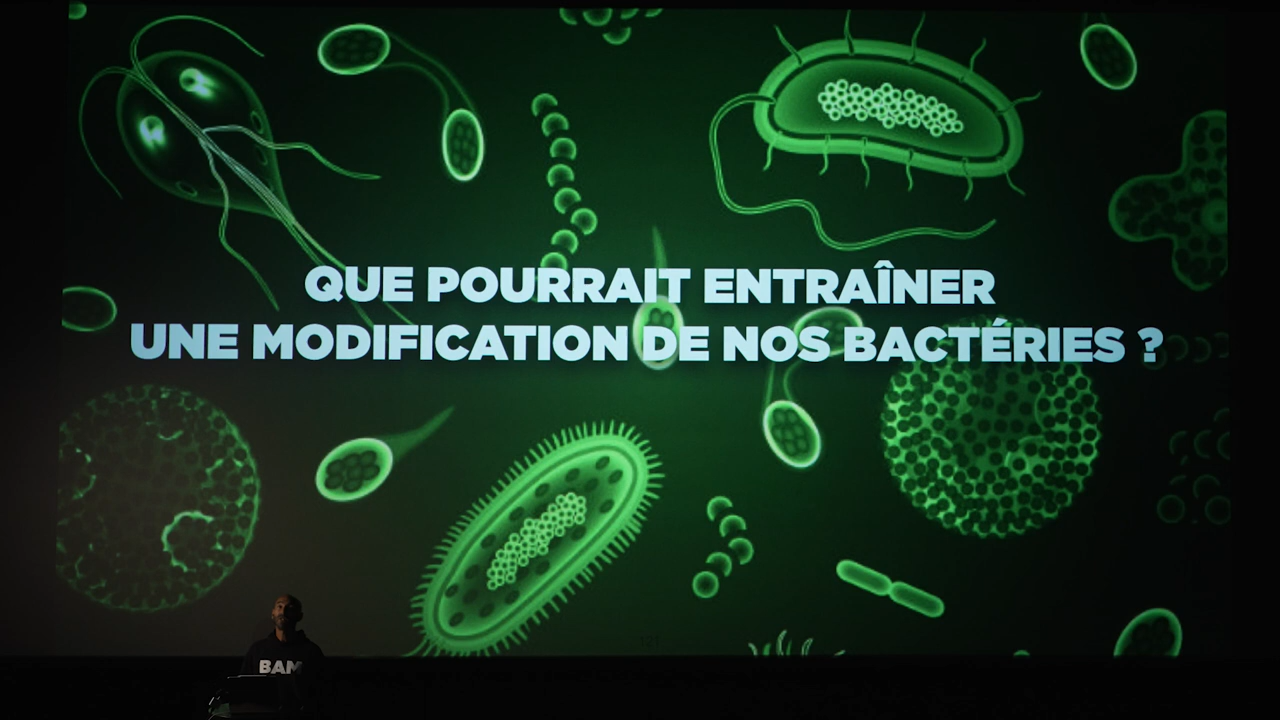 QUE POURRAIT ENTRAÎNER
UNE MODIFICATION DE NOS BACTÉRIES ?
BAM